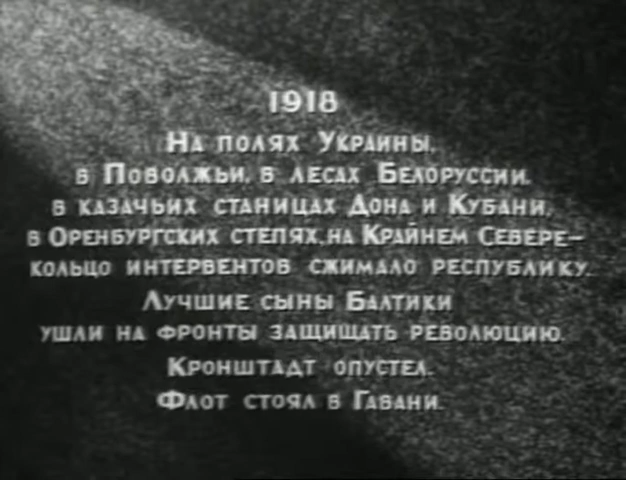 1918
На полях Украины,
в Поволжьи, в лесах Белоруссии,
в казачьих станицах Дона и Кубани,
в Оренбургских степях, на Крайнем Севере—
кольцо интервентов сжимало республику.
Лучшие сыны Балтики
ушли на фронты защищать революцию.
Кронштадт опустел.
Флот стоял в Гавани.